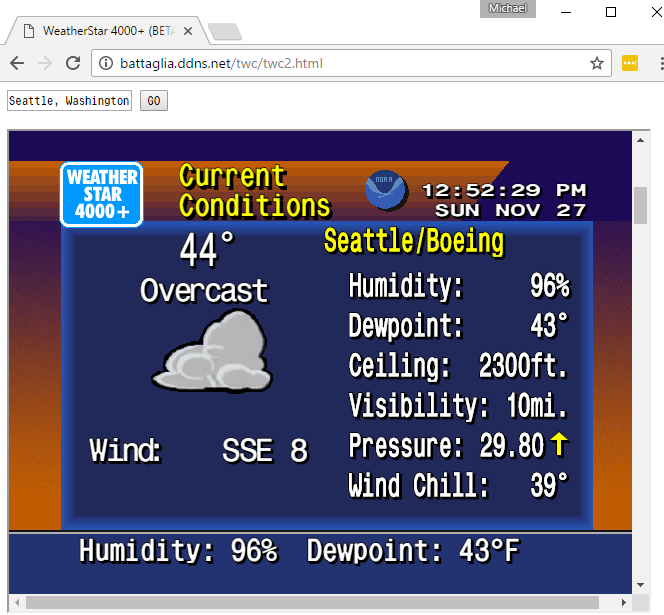 Michael
WeatherStar 4000+ (BETA
battaglia.ddns.net/twc/twc2.html
Seattle, Washington GO
WEATHER
STAR
4000+
Current
Conditions
NOAA
12:52:29 PM
SUN NOV 27
44°
Overcast
Wind: SSE 8
Seattle/Boeing
Humidity: 96%
Dewpoint: 43°
Ceiling: 2300ft.
Visibility: 10mi.
Pressure: 29.80↑
Wind Chill: 39°
Humidity: 96% Dewpoint: 43°F